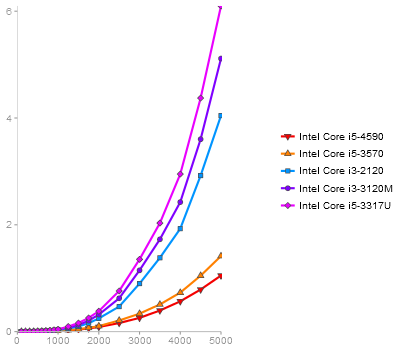 6
4
2
0
0 1000 2000 3000 4000 5000
Intel Core i5-4590
Intel Core i5-3570
Intel Core i3-2120
Intel Core i3-3120M
Intel Core i5-3317U